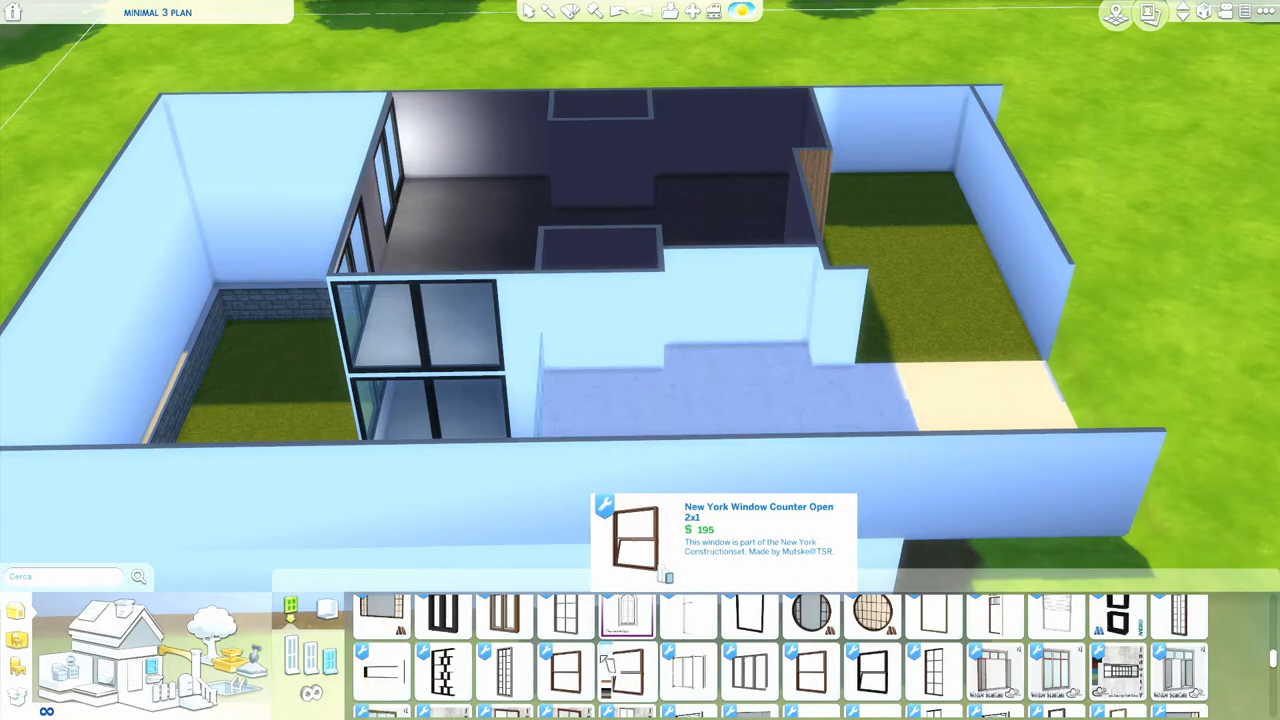 MINIMAL 3 PLAN
New York Window Counter Open
2x1
§ 195
This window is part of the New York
Constructionset. Made by Mutske@TSR.
Cerca